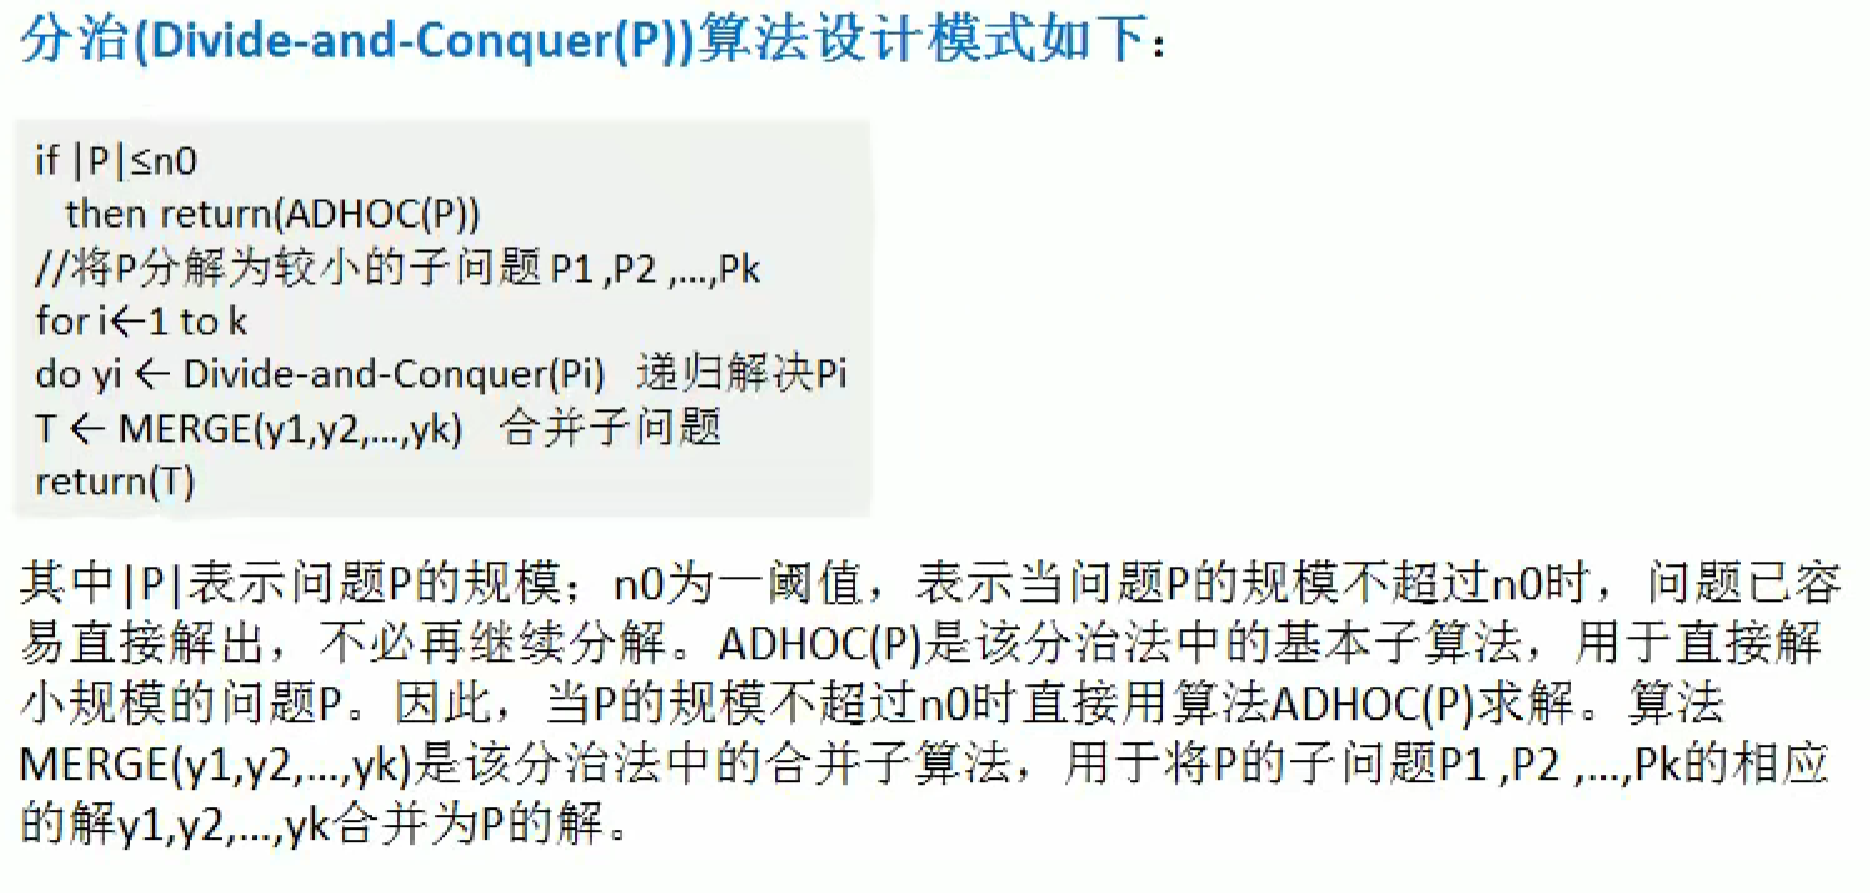 分治(Divide-and-Conquer(P))算法设计模式如下：
if |P|≤n0
then return(ADHOC(P))
//将P分解为较小的子问题 P1 ,P2 ,...,Pk
for i←1 to k
do yi ← Divide-and-Conquer(Pi) 递归解决Pi
T ← MERGE(y1,y2,...,yk) 合并子问题
return(T)
其中|P|表示问题P的规模；n0为一阈值，表示当问题P的规模不超过n0时，问题已容
易直接解出，不必再继续分解。ADHOC(P)是该分治法中的基本子算法，用于直接解
小规模的问题P。因此，当P的规模不超过n0时直接用算法ADHOC(P)求解。算法
MERGE(y1,y2,...,yk)是该分治法中的合并子算法，用于将P的子问题P1 ,P2 ,...,Pk的相应
的解y1,y2,...,yk合并为P的解。